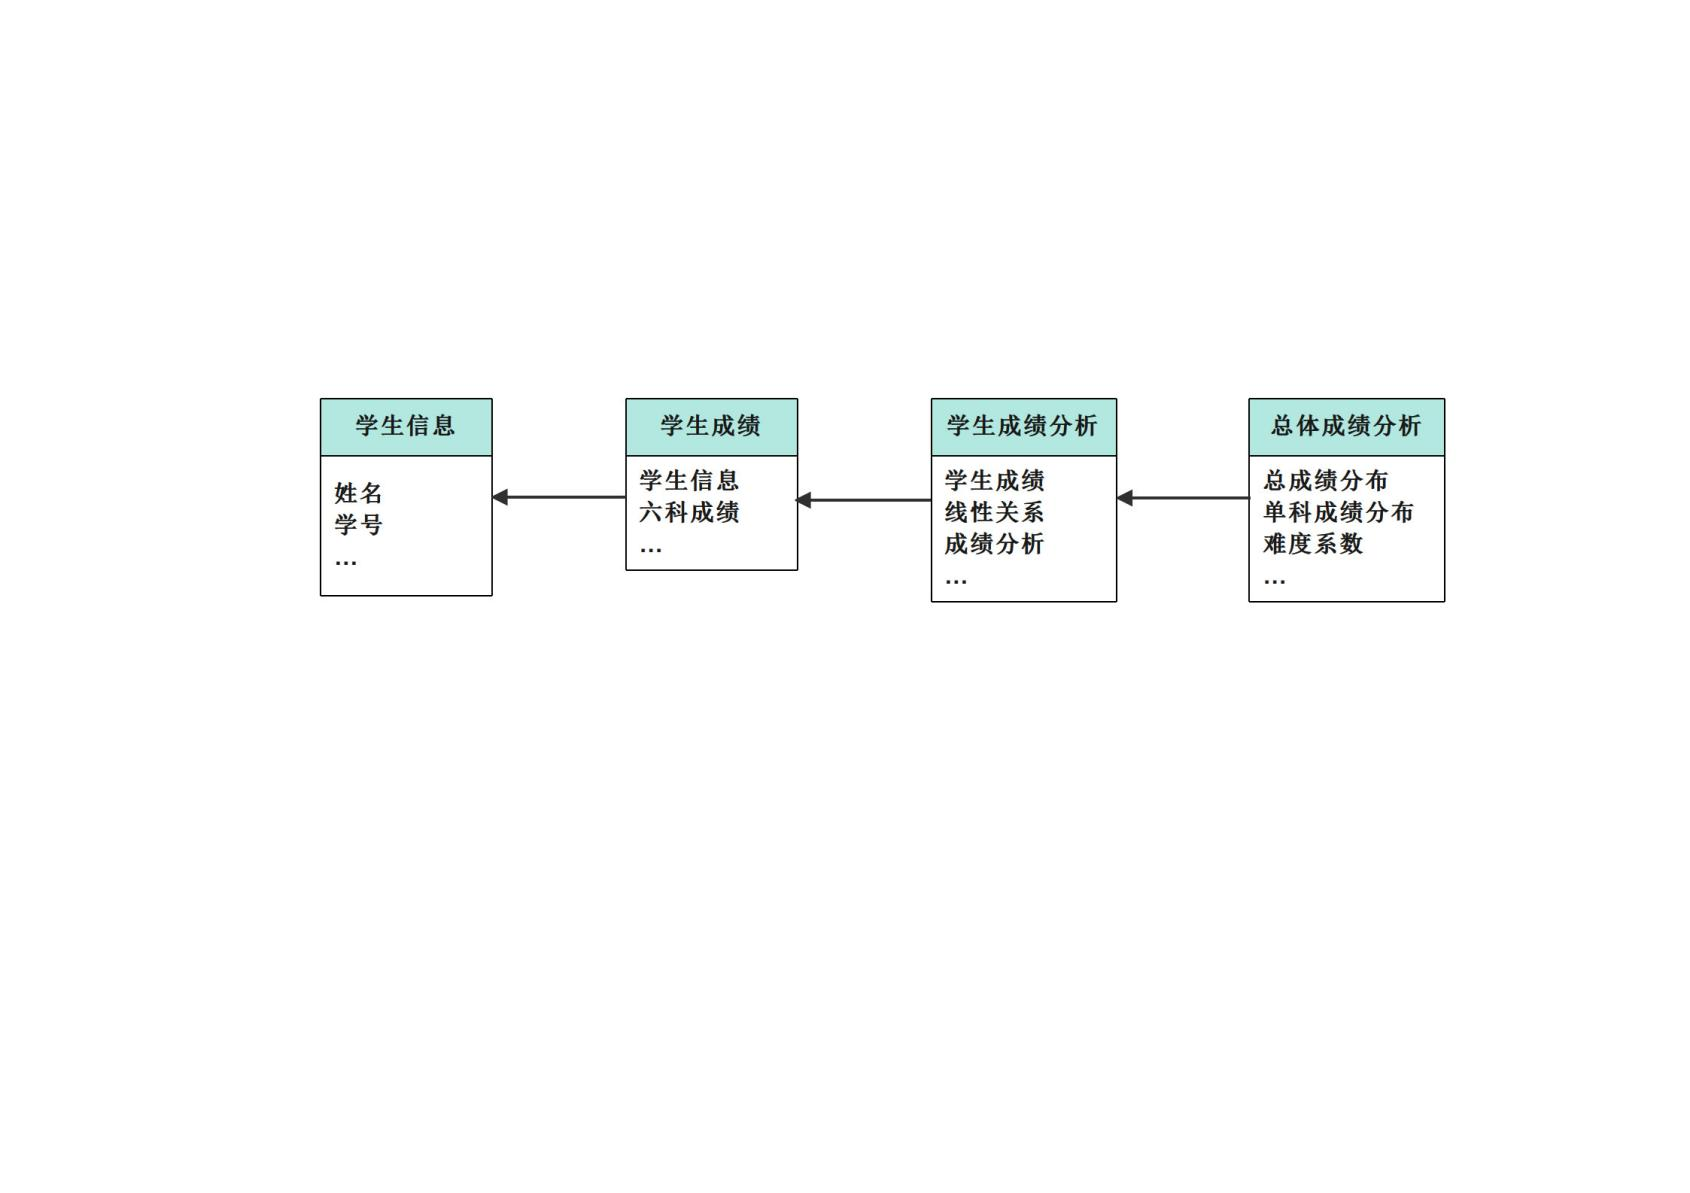 学生信息
姓名
学号
...
学生成绩
学生信息
六科成绩
...
学生成绩分析
学生成绩
线性关系
成绩分析
...
总体成绩分析
总成绩分布
单科成绩分布
难度系数
...